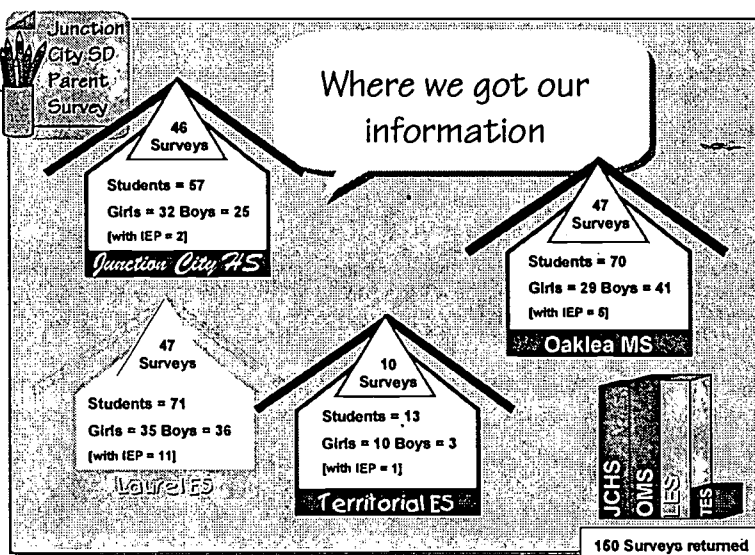 Junction
City SD
Parent
Survey
Where we got our
information
46
Surveys
Students = 57
Girls = 32 Boys = 25
[with IEP = 2]
Junction City HS
47
Surveys
Students = 70
Girls = 29 Boys = 41
[with IEP = 5]
Oaklea MS
47
Surveys
Students = 71
Girls = 35 Boys = 36
[with IEP = 11]
Laurel ES
10
Surveys
Students = 13
Girls = 10 Boys = 3
[with IEP = 1]
Territorial ES
JCHS
OMS
LES
TES
150 Surveys returned